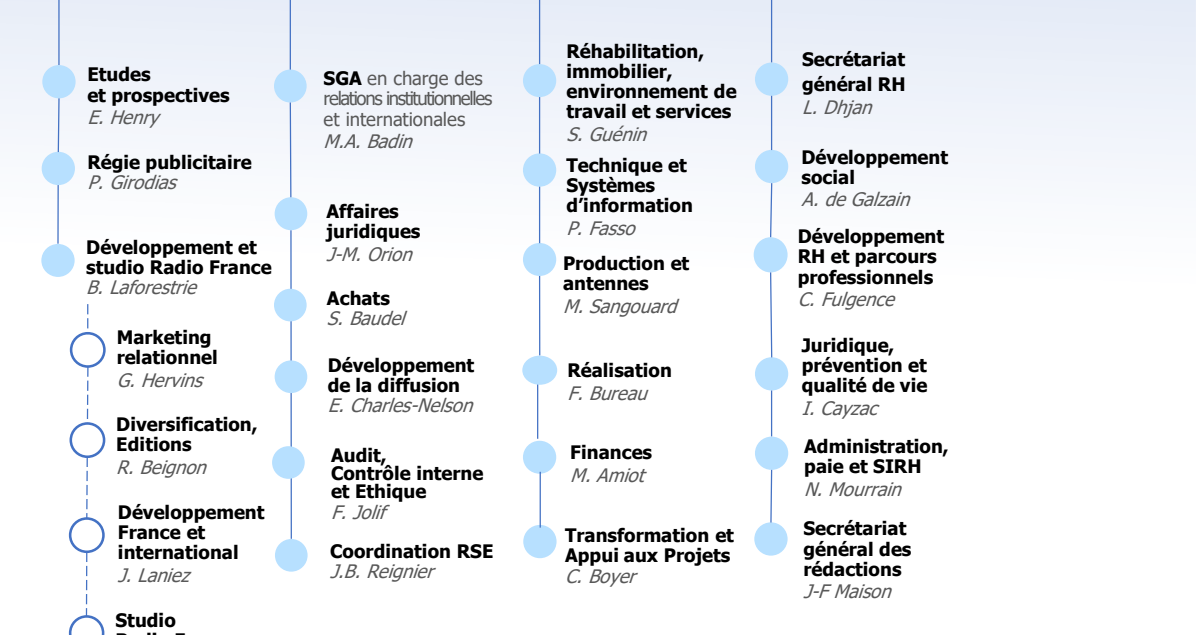 Etudes
et prospectives
E. Henry
Régie publicitaire
P. Girodias
Développement et
studio Radio France
B. Laforestrie
Marketing
relationnel
G. Hervins
Diversification,
Editions
R. Beignon
Développement
France et
international
J. Laniez
Studio
SGA en charge des
relations institutionnelles
et internationales
M.A. Badin
Affaires
juridiques
J-M. Orion
Achats
S. Baudel
Développement
de la diffusion
E. Charles-Nelson
Audit,
Contrôle interne
et Ethique
F. Jolif
Coordination RSE
J.B. Reignier
Réhabilitation,
immobilier,
environnement de
travail et services
S. Guénin
Technique et
Systèmes
d'information
P. Fasso
Production et
antennes
M. Sangouard
Réalisation
F. Bureau
Finances
M. Amiot
Transformation et
Appui aux Projets
C. Boyer
Secrétariat
général RH
L. Dhjan
Développement
social
A. de Galzain
Développement
RH et parcours
professionnels
C. Fulgence
Juridique,
prévention et
qualité de vie
I. Cayzac
Administration,
paie et SIRH
N. Mourrain
Secrétariat
général des
rédactions
J-F Maison